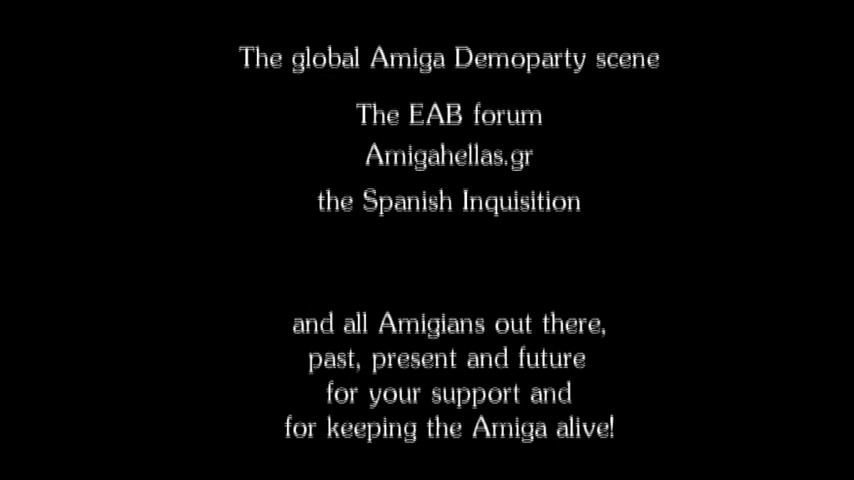 The global Amiga Demoparty scene
The EAB forum
Amigahellas.gr
the Spanish Inquisition
and all Amigians out there,
past, present and future
for your support and
for keeping the Amiga alive!